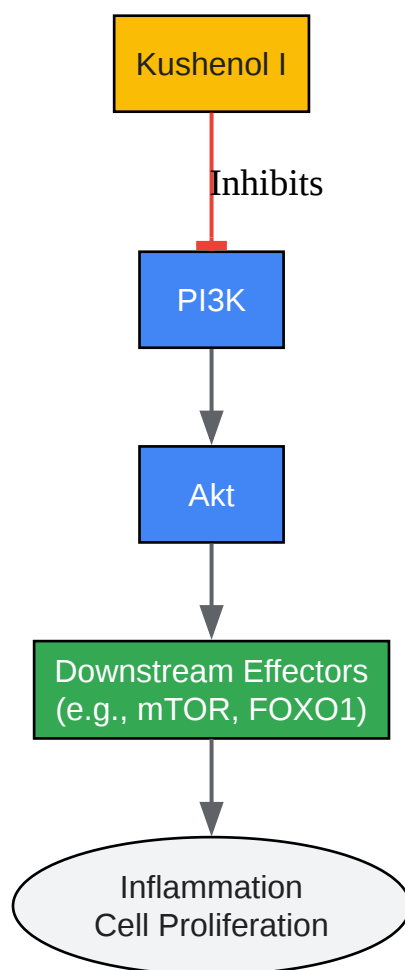 Kushenol I
Inhibits
PI3K
Akt
Downstream Effectors
(e.g., mTOR, FOXO1)
Inflammation
Cell Proliferation